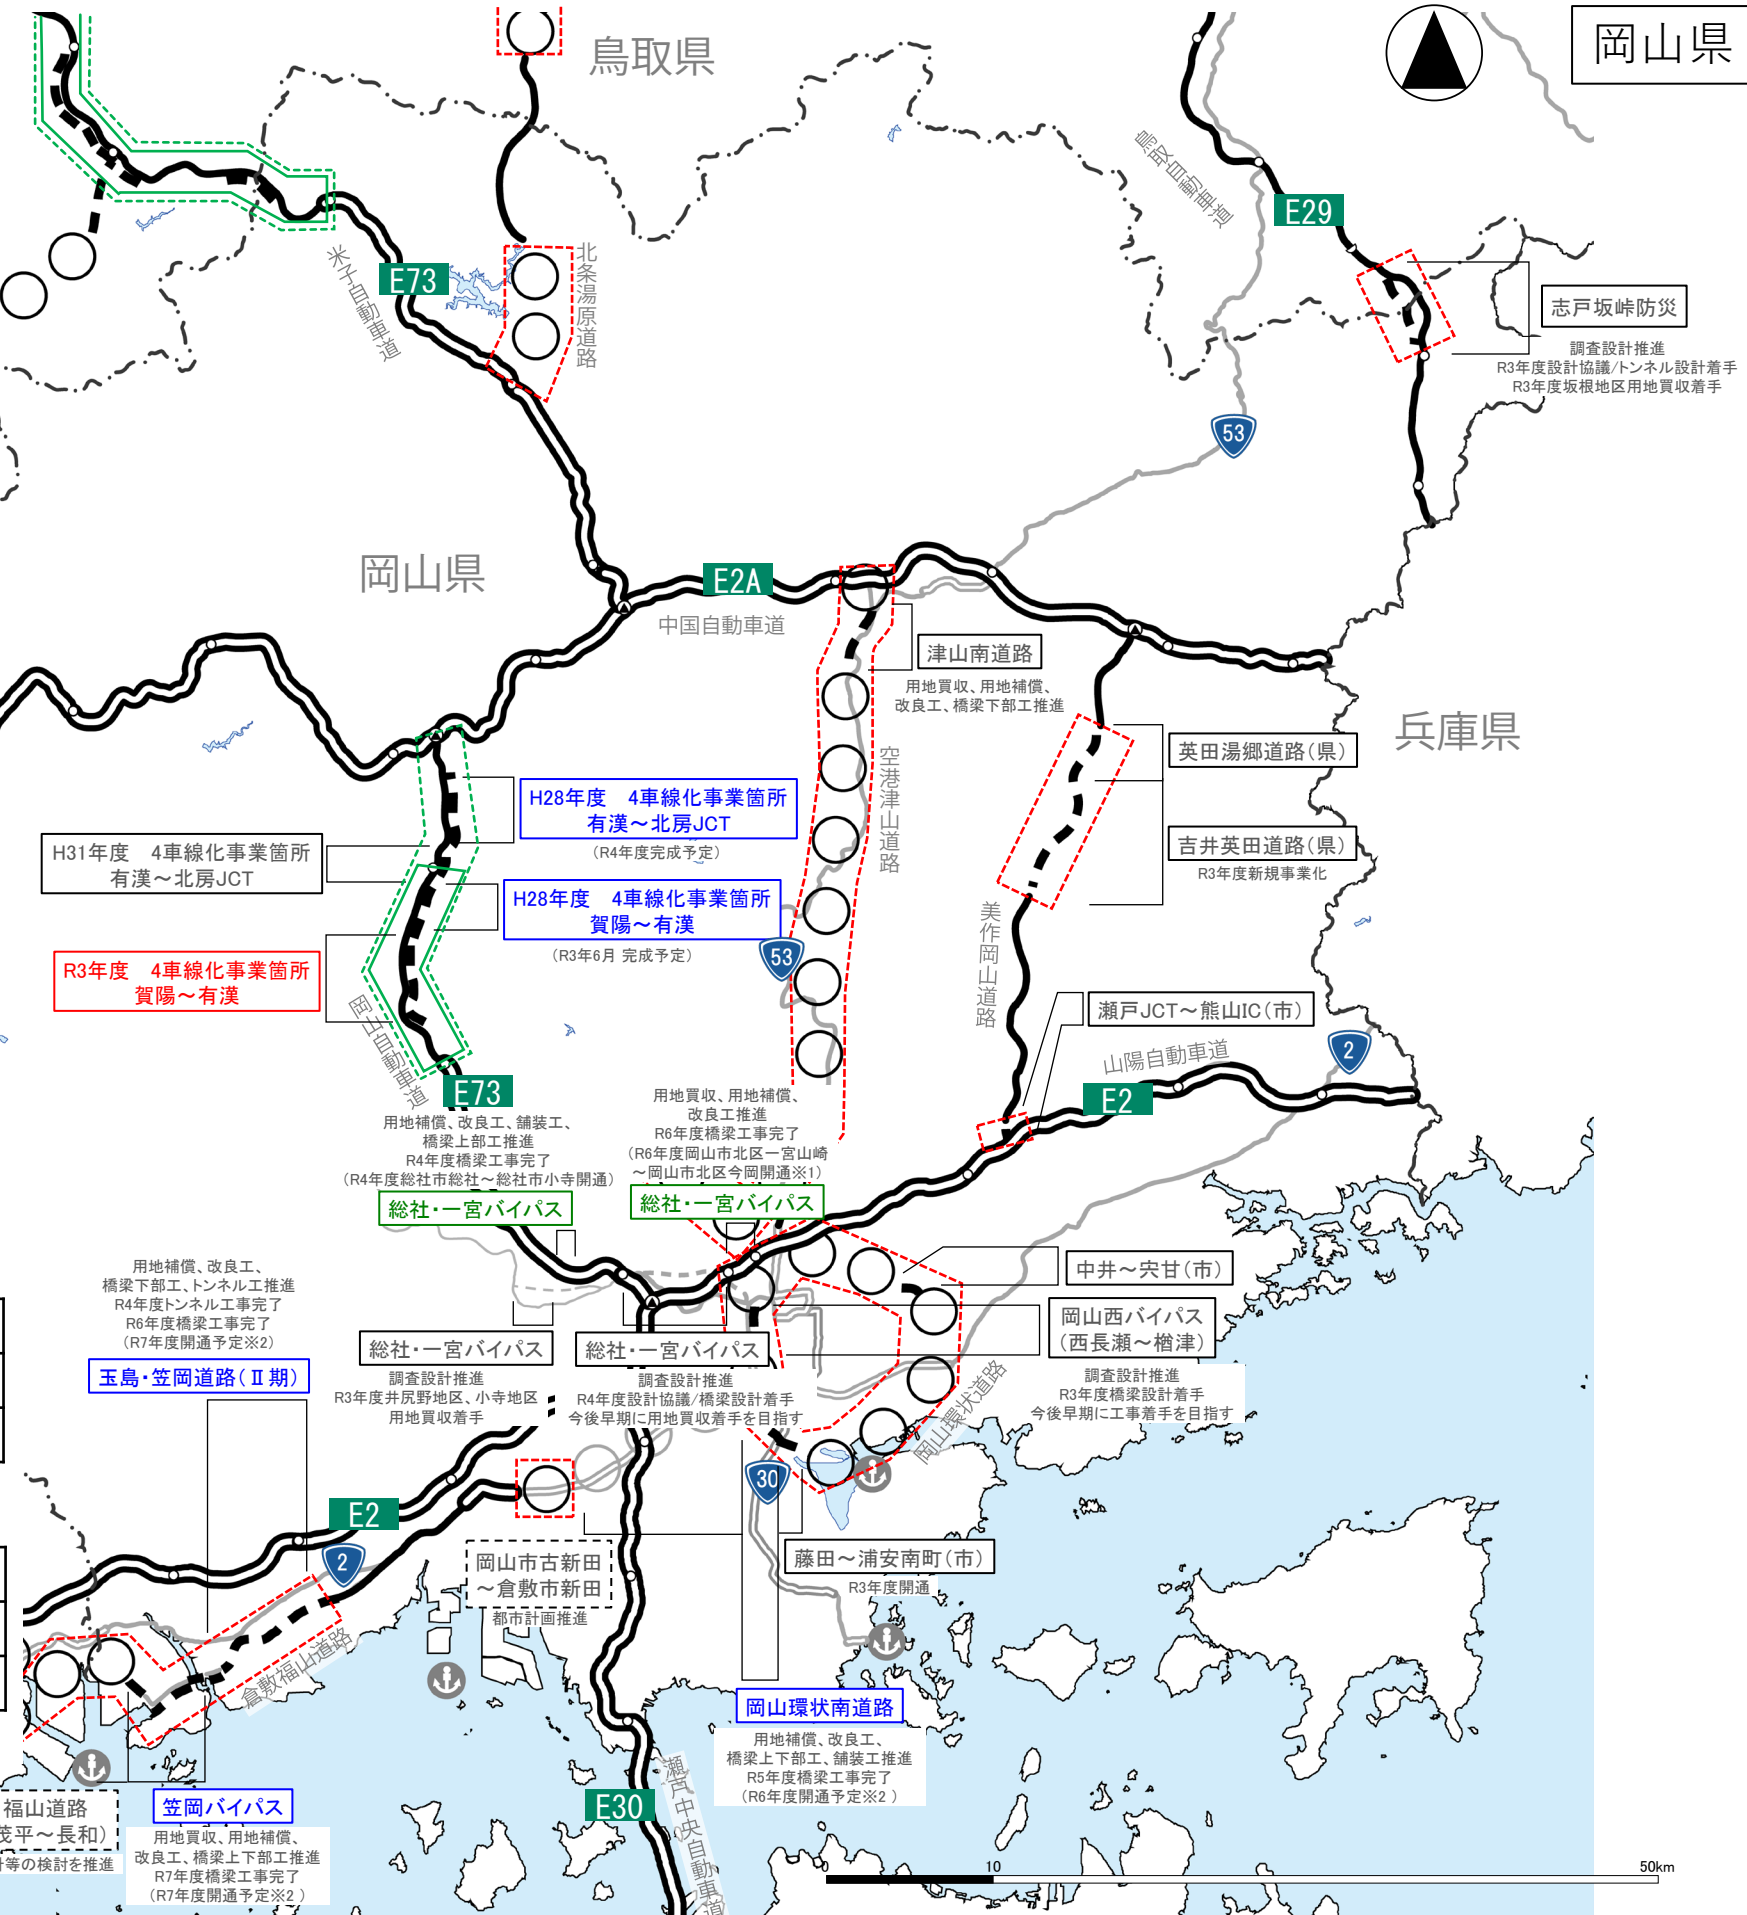 岡山県
鳥取県
鳥取自動車道
E29
志戸坂峠防災
調査設計推進
R3年度設計協議/トンネル設計着手
R3年度坂根地区用地買収着手
米子自動車道
E73
北条湯原道路
53
岡山県
E2A
中国自動車道
津山南道路
用地買収、用地補償、
改良工、橋梁下部工推進
兵庫県
英田湯郷道路(県)
空港津山道路
H28年度 4車線化事業箇所
有漢～北房JCT
(R4年度完成予定)
H31年度 4車線化事業箇所
有漢～北房JCT
吉井英田道路(県)
R3年度新規事業化
H28年度 4車線化事業箇所
賀陽～有漢
(R3年6月 完成予定)
53
美作岡山道路
R3年度 4車線化事業箇所
賀陽～有漢
岡山自動車道
瀬戸JCT～熊山IC(市)
山陽自動車道
2
E73
E2
用地補償、改良工、舗装工、
橋梁上部工推進
R4年度橋梁工事完了
(R4年度総社市総社～総社市小寺開通)
総社・一宮バイパス
用地買収、用地補償、
改良工推進
R6年度橋梁工事完了
(R6年度岡山市北区一宮山崎
～岡山市北区今岡開通※1)
総社・一宮バイパス
用地補償、改良工、
橋梁下部工、トンネル工推進
R4年度トンネル工事完了
R6年度橋梁工事完了
(R7年度開通予定※2)
玉島・笠岡道路(Ⅱ期)
中井～宍甘(市)
岡山西バイパス
(西長瀬～楢津)
調査設計推進
R3年度橋梁設計着手
今後早期に工事着手を目指す
総社・一宮バイパス
調査設計推進
R3年度井尻野地区、小寺地区
用地買収着手
総社・一宮バイパス
調査設計推進
R4年度設計協議/橋梁設計着手
今後早期に用地買収着手を目指す
岡山環状道路
30
E2
2
岡山市古新田
～倉敷市新田
都市計画推進
藤田～浦安南町(市)
R3年度開通
倉敷福山道路
岡山環状南道路
用地補償、改良工、
橋梁上下部工、舗装工推進
R5年度橋梁工事完了
(R6年度開通予定※2 )
瀬戸中央自動車道
E30
福山道路
茂平～長和)
等の検討を推進
笠岡バイパス
用地買収、用地補償、
改良工、橋梁上下部工推進
R7年度橋梁工事完了
(R7年度開通予定※2 )
0 10 50km